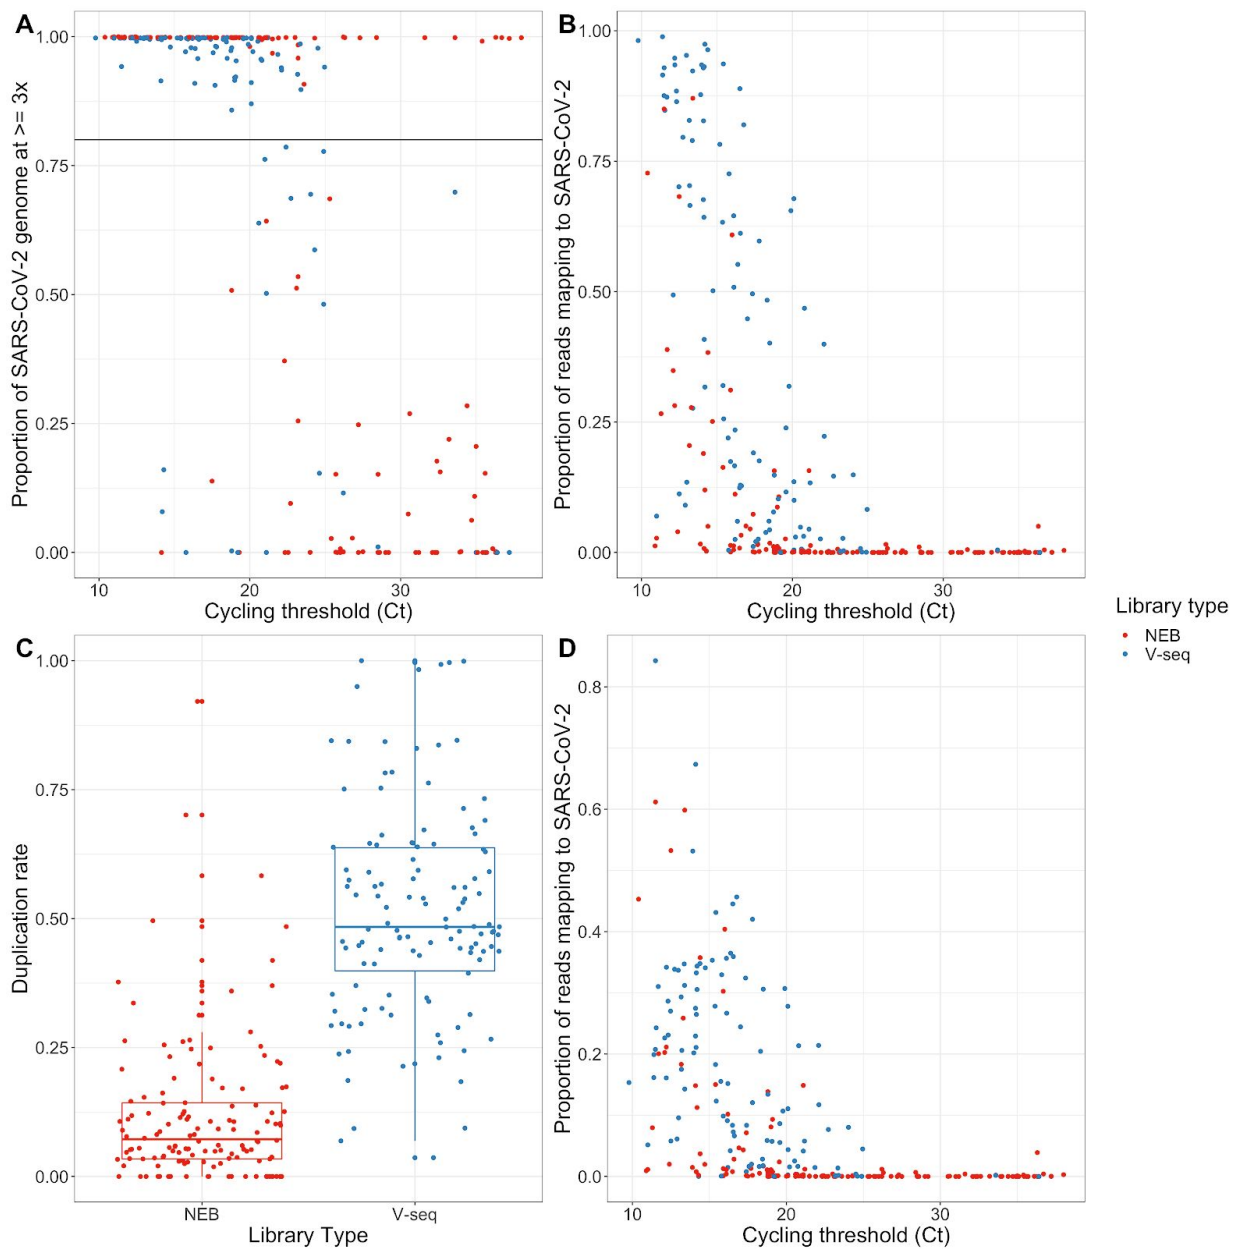 A
Proportion of SARS-CoV-2 genome at >= 3x
1.00
0.75
0.50
0.25
0.00
10 20 30
Cycling threshold (Ct)
B
Proportion of reads mapping to SARS-CoV-2
1.00
0.75
0.50
0.25
0.00
10 20 30
Cycling threshold (Ct)
Library type
NEB
V-seq
C
Duplication rate
1.00
0.75
0.50
0.25
0.00
NEB V-seq
Library Type
D
Proportion of reads mapping to SARS-CoV-2
0.8
0.6
0.4
0.2
0.0
10 20 30
Cycling threshold (Ct)